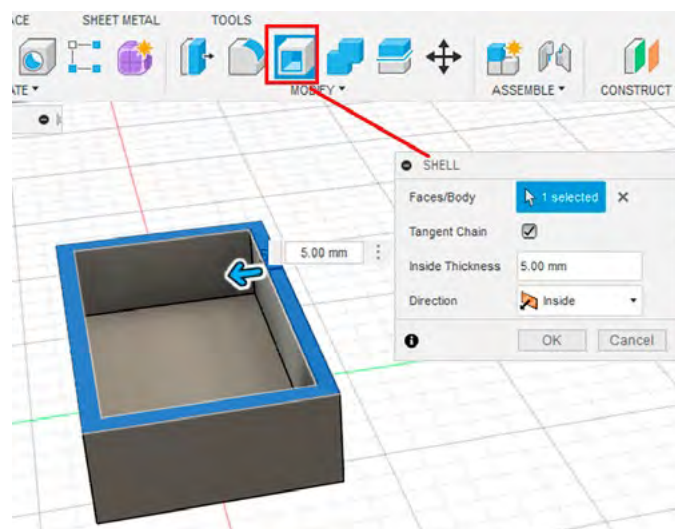 CE SHEET METAL TOOLS
ATE ▾ MODIFY ▾ ASSEMBLE ▾ CONSTRUCT
SHELL
Faces/Body 1 selected
Tangent Chain
5.00 mm
Inside Thickness 5.00 mm
Direction Inside
OK Cancel